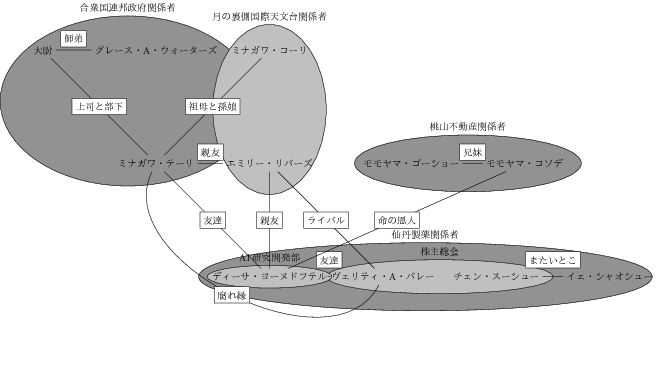 合衆国連邦政府関係者
月の裏側国際天文台関係者
師弟
大尉
グレース・A・ウォーターズ
ミナガワ・コーリ
上司と部下
祖母と孫娘
桃山不動産関係者
親友
兄妹
ミナガワ・テーリ
エミリー・リバーズ
モモヤマ・ゴーショー
モモヤマ・コソデ
友達
親友
ライバル
命の恩人
仙丹製薬関係者
AI研究開発部
友達
株主総会
またいとこ
ディーサ・ヨーヌドフテル
ヴェリティ・A・バレー
チェン・スーシュー
イェ・シャオシュー
腐れ縁